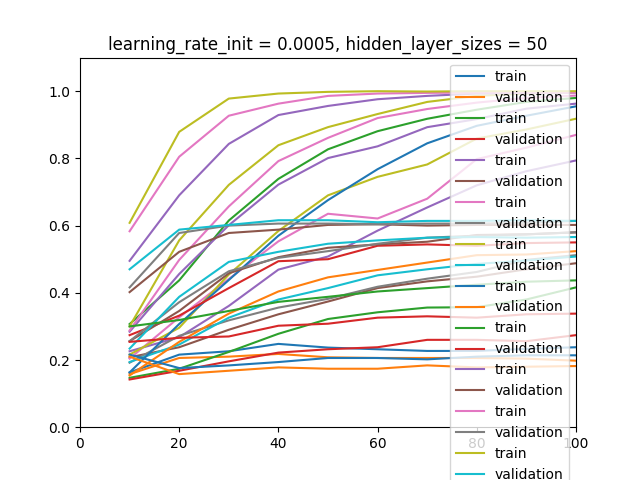 learning_rate_init = 0.0005, hidden_layer_sizes = 50
1.0
0.8
0.6
0.4
0.2
0.0
0
20
40
60
80
100
train
validation
train
validation
train
validation
train
validation
train
validation
train
validation
train
validation
train
validation
train
validation
train
validation